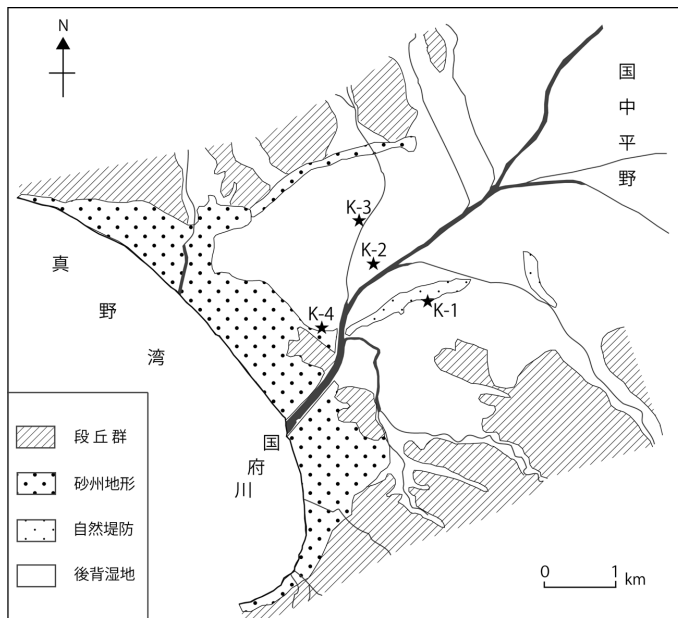 N
国中平野
K-3
K-2
K-1
K-4
真野湾
国府川
段丘群
砂州地形
自然堤防
後背湿地
0 1 km